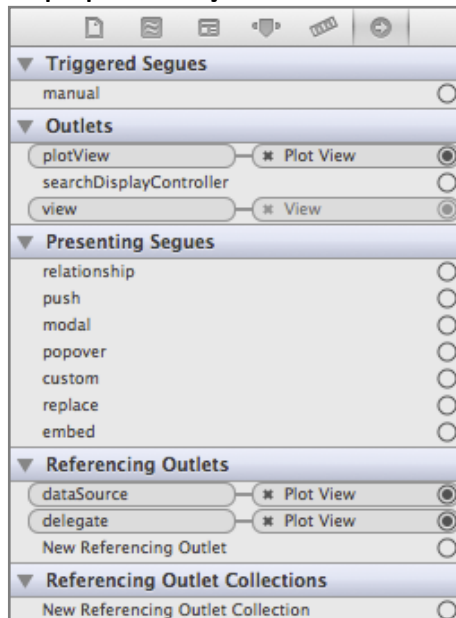 Triggered Segues
manual
Outlets
plotView Plot View
searchDisplayController
view View
Presenting Segues
relationship
push
modal
popover
custom
replace
embed
Referencing Outlets
dataSource Plot View
delegate Plot View
New Referencing Outlet
Referencing Outlet Collections
New Referencing Outlet Collection